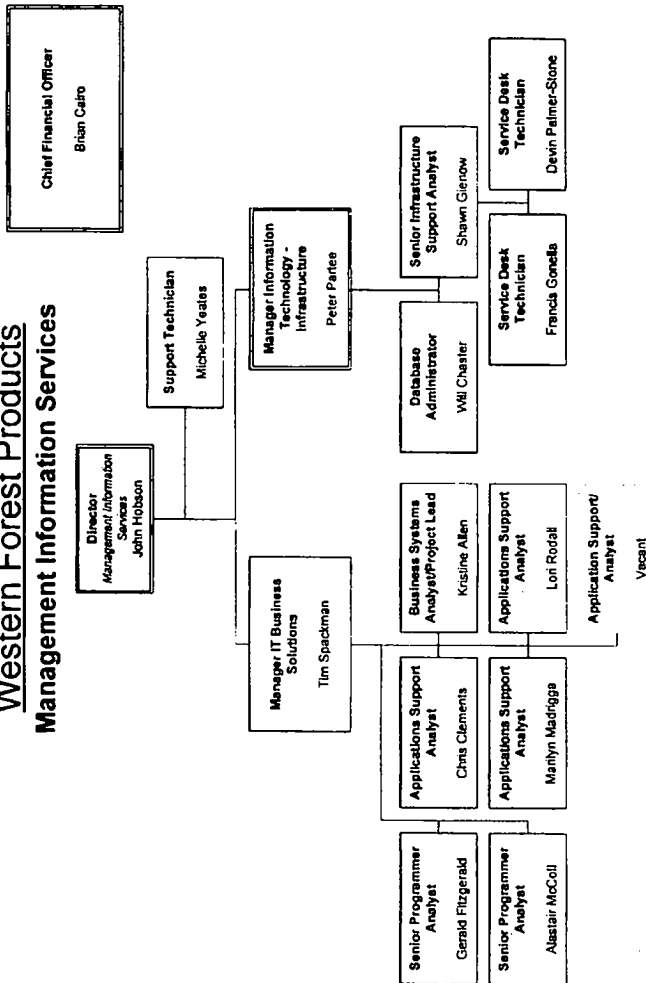 Western Forest Products
Management Information Services
Chief Financial Officer
Brian Cairo
Director
Management Information
Services
John Hobson
Support Technician
Michelle Yeates
Manager IT Business
Solutions
Tim Spackman
Manager Information
Technology -
Infrastructure
Peter Partee
Senior Programmer
Analyst
Gerald Fitzgerald
Applications Support
Analyst
Chris Clements
Business Systems
Analyst/Project Lead
Kristine Allen
Database
Administrator
Will Chaster
Senior Infrastructure
Support Analyst
Shawn Gienow
Senior Programmer
Analyst
Alastair McColl
Applications Support
Analyst
Marilyn Madrigga
Applications Support
Analyst
Lori Rodall
Service Desk
Technician
Francis Gonella
Service Desk
Technician
Devin Palmer-Stone
Application Support/
Analyst
Vacant